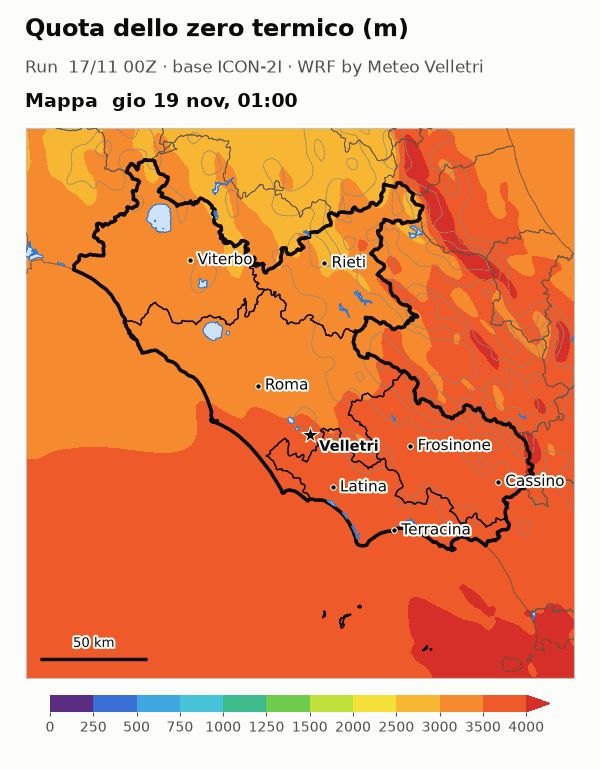 Quota dello zero termico (m)
Run  17/11 00Z · base ICON-2I · WRF by Meteo Velletri
Mappa  gio 19 nov, 01:00
Viterbo
Rieti
Roma
Velletri
Frosinone
Latina
Cassino
Terracina
50 km
0 250 500 750 1000 1250 1500 2000 2500 3000 3500 4000